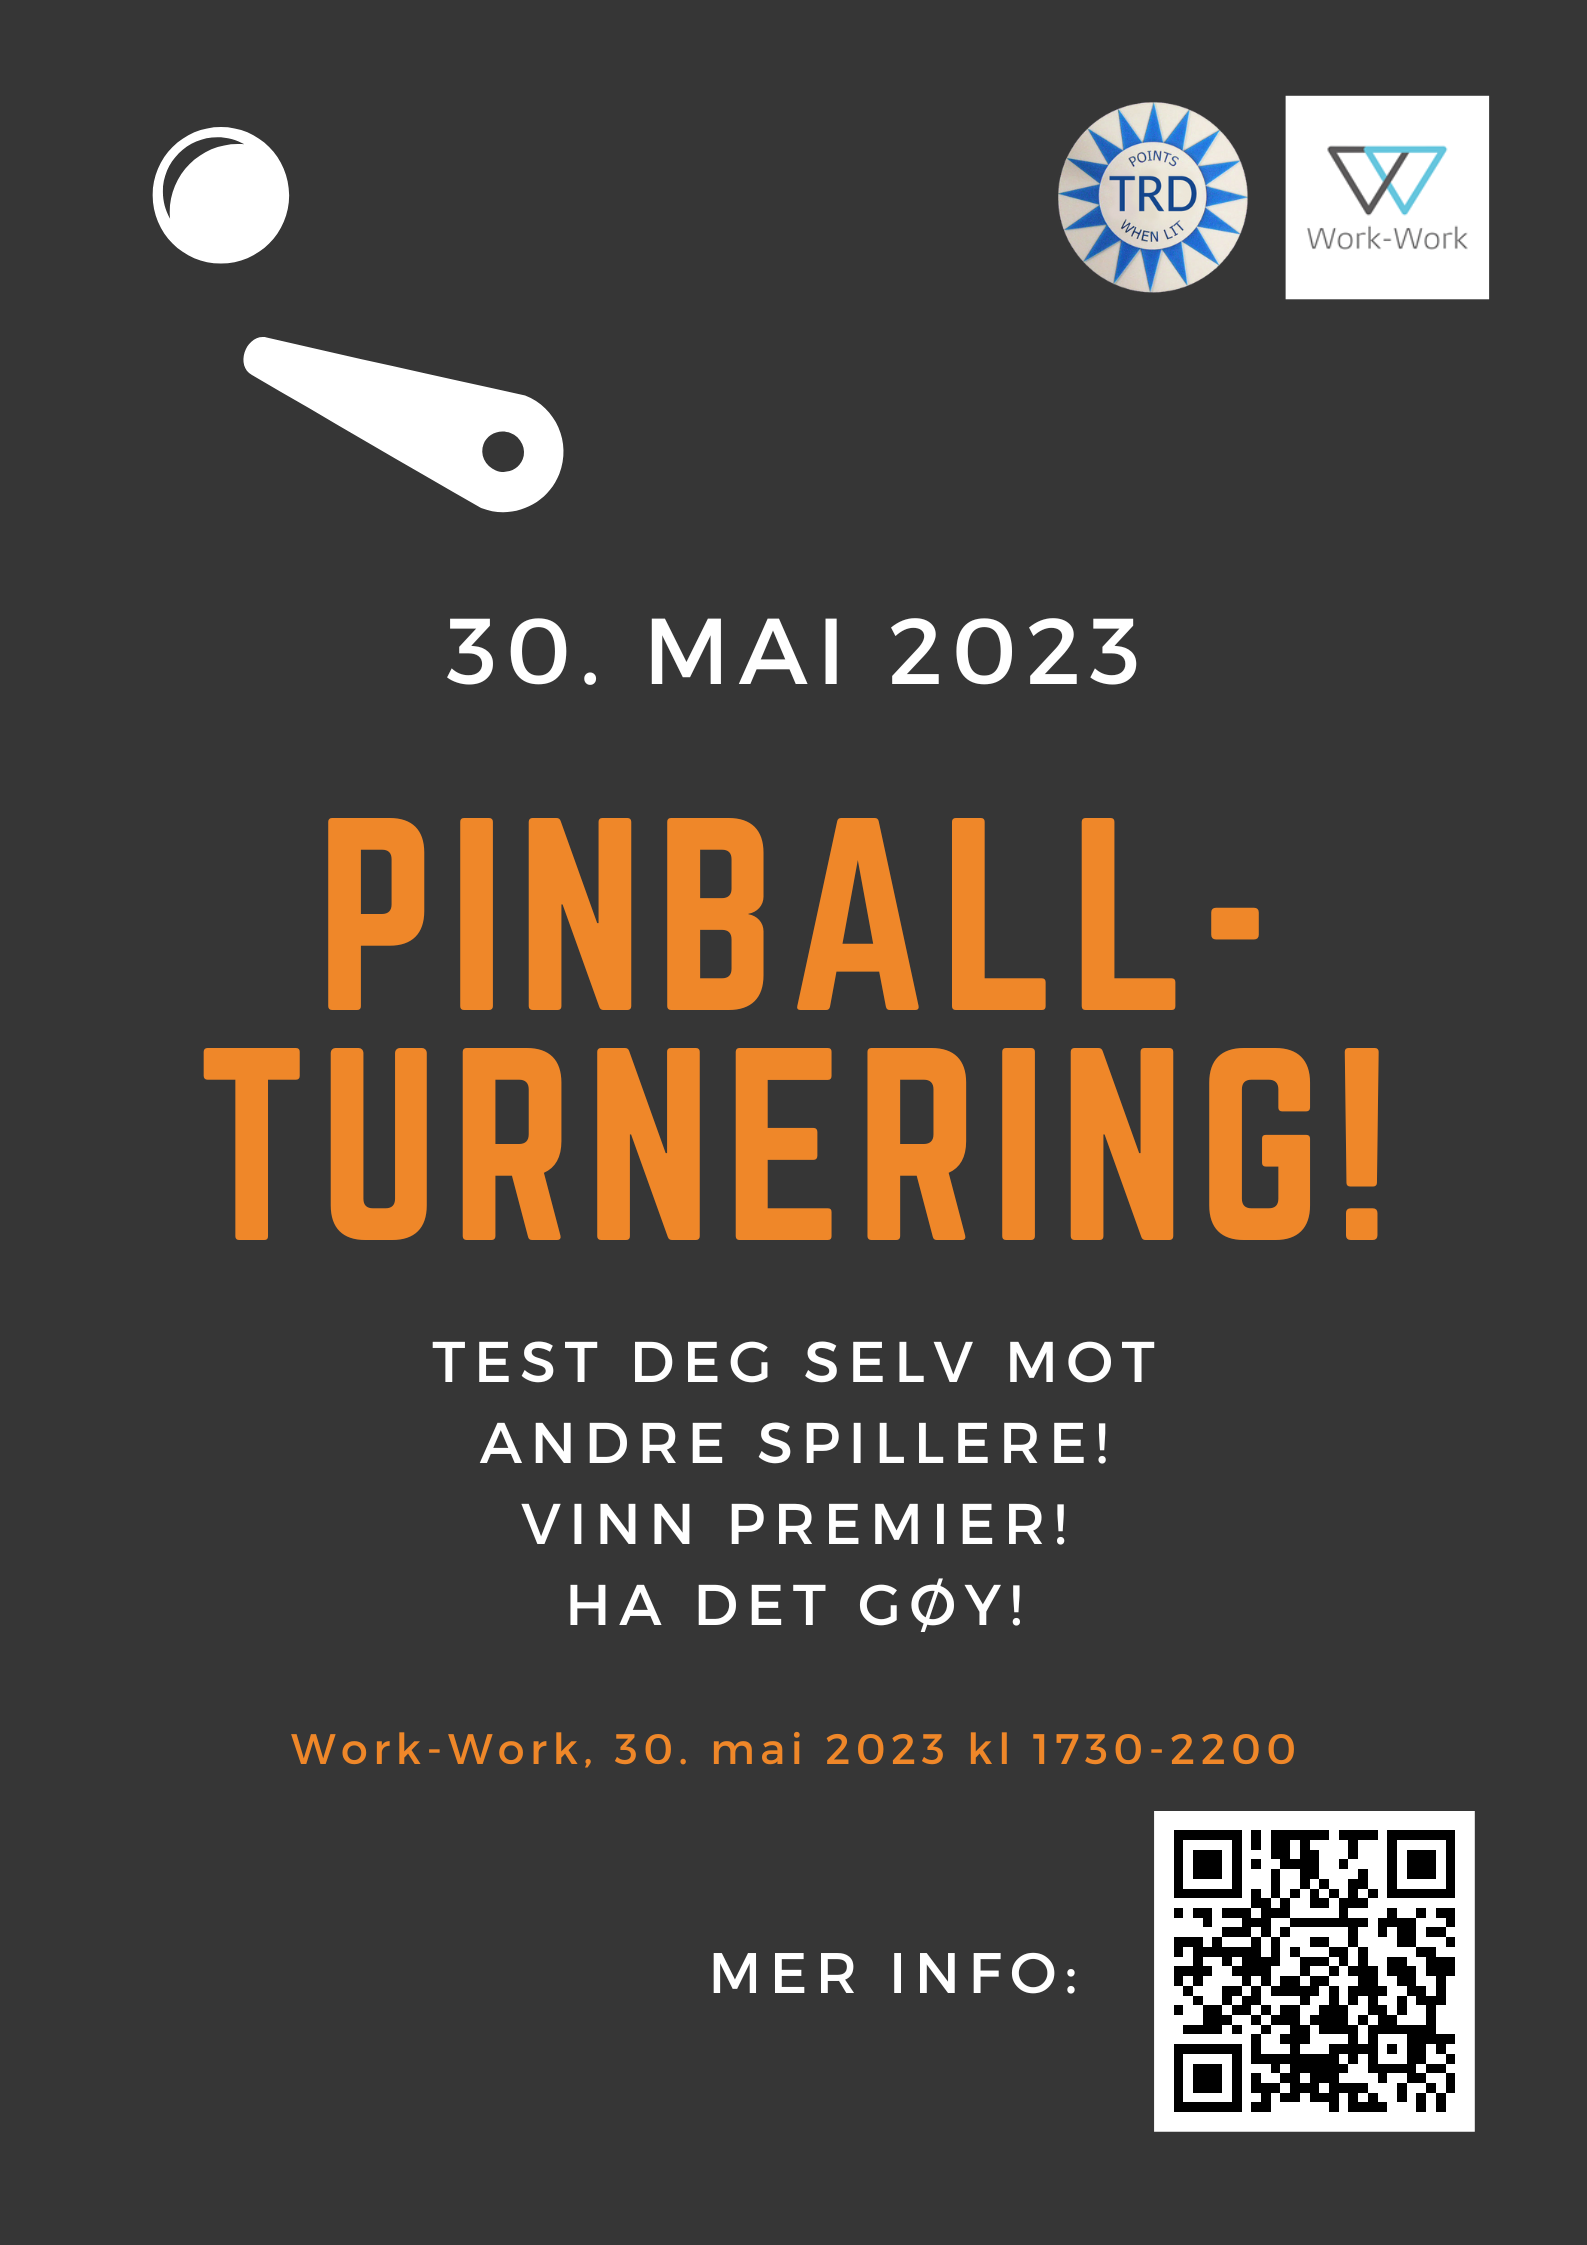 POINTS
TRD
WHEN LIT
Work-Work
30. MAI 2023
PINBALL-
TURNERING!
TEST DEG SELV MOT
ANDRE SPILLERE!
VINN PREMIER!
HA DET GØY!
Work-Work, 30. mai 2023 kl 1730-2200
MER INFO: